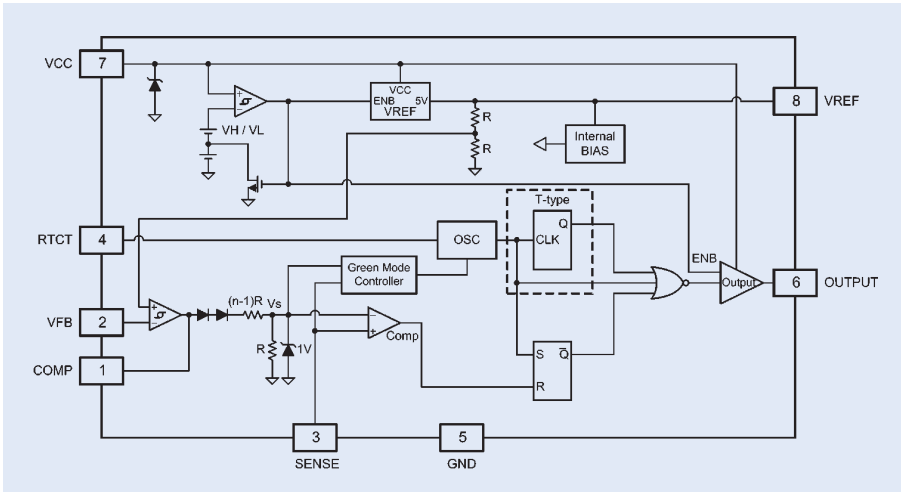 VCC
7
VCC
ENB
5V
VREF
8
VREF
+
−
VH / VL
R
R
Internal
BIAS
T-type
RTCT
4
OSC
CLK
Q
Green Mode
Controller
ENB
Output
6
OUTPUT
+
−
(n-1)R
Vs
VFB
2
R
1V
−
+
Comp
S
Q̅
R
COMP
1
3
SENSE
5
GND